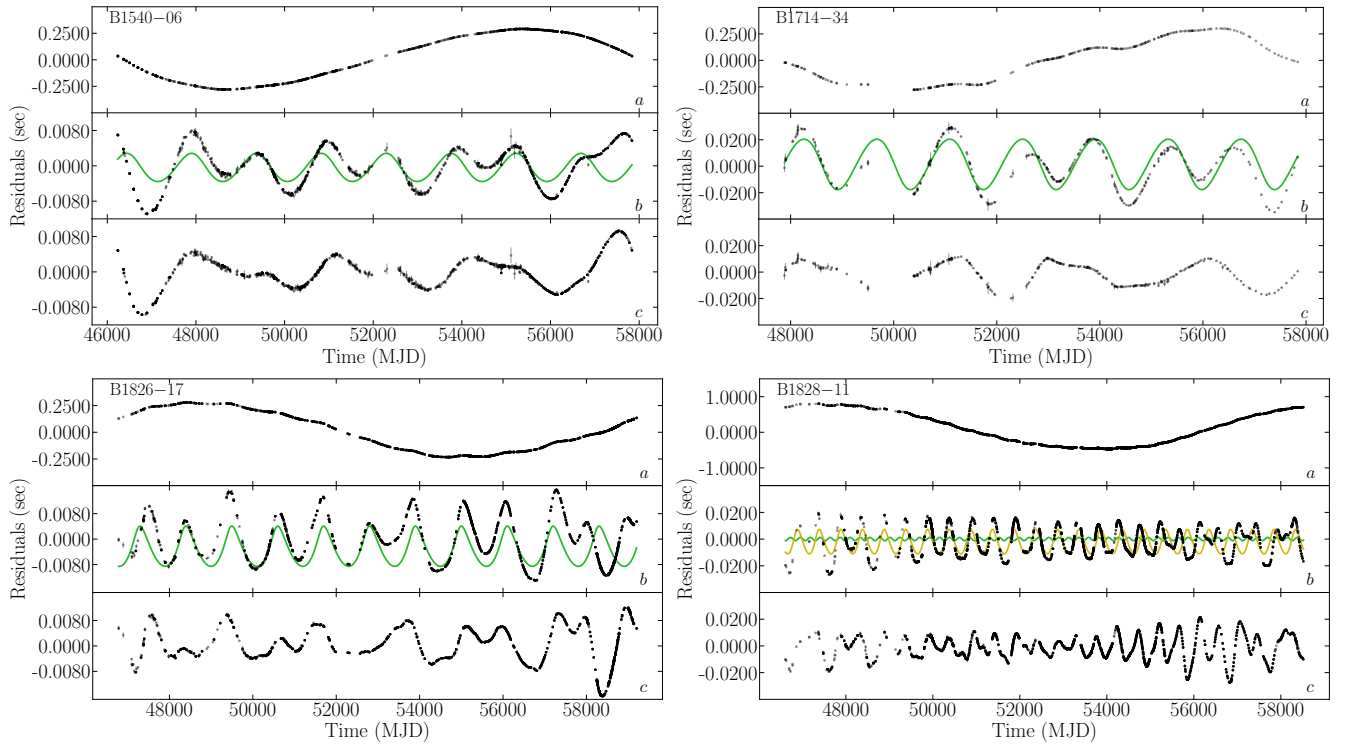 B1540−06
0.2500
0.0000
-0.2500
a
0.0080
0.0000
-0.0080
b
0.0080
0.0000
-0.0080
c
Residuals (sec)
46000 48000 50000 52000 54000 56000 58000
Time (MJD)
B1714−34
0.2500
0.0000
-0.2500
a
0.0200
0.0000
-0.0200
b
0.0200
0.0000
-0.0200
c
Residuals (sec)
48000 50000 52000 54000 56000 58000
Time (MJD)
B1826−17
0.2500
0.0000
-0.2500
a
0.0080
0.0000
-0.0080
b
0.0080
0.0000
-0.0080
c
Residuals (sec)
48000 50000 52000 54000 56000 58000
Time (MJD)
B1828−11
1.0000
0.0000
-1.0000
a
0.0200
0.0000
-0.0200
b
0.0200
0.0000
-0.0200
c
Residuals (sec)
48000 50000 52000 54000 56000 58000
Time (MJD)